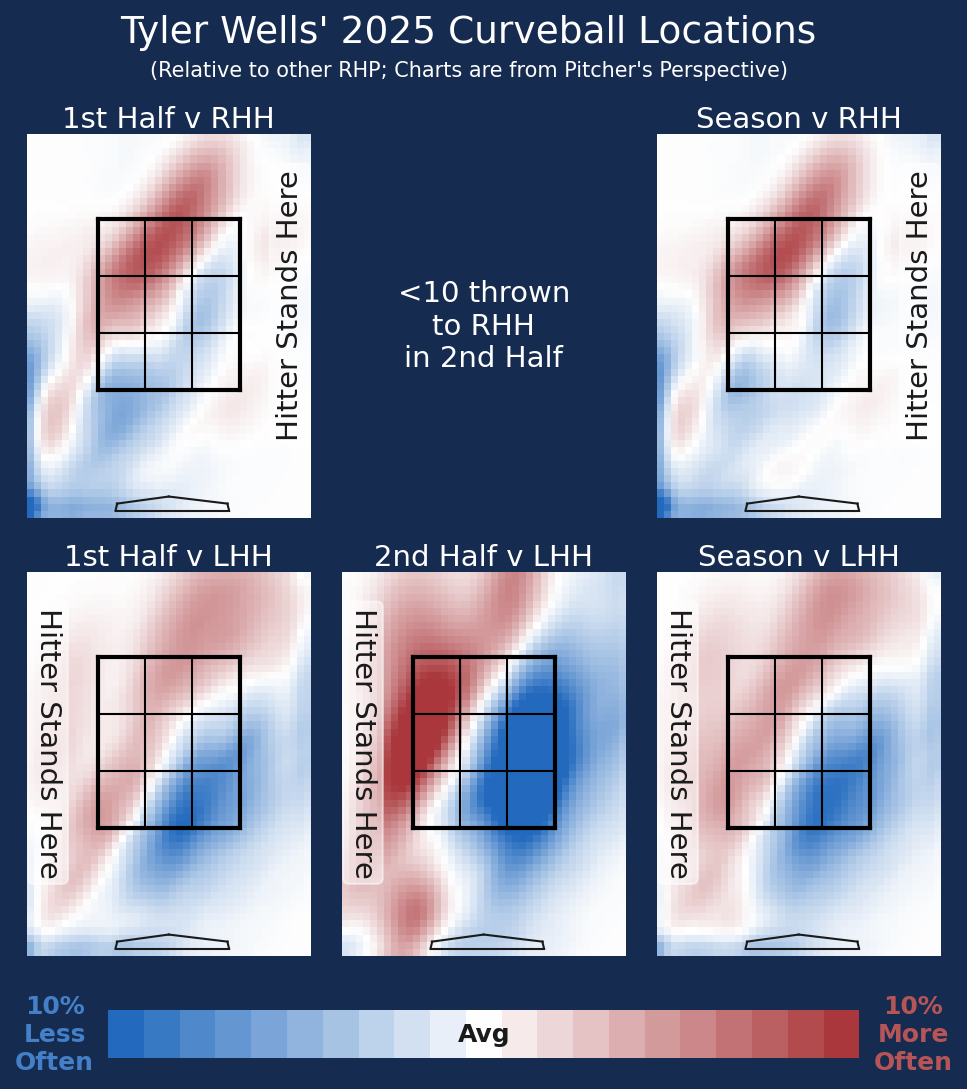 Tyler Wells' 2025 Curveball Locations
(Relative to other RHP; Charts are from Pitcher's Perspective)
1st Half v RHH
Season v RHH
Hitter Stands Here
<10 thrown
to RHH
in 2nd Half
Hitter Stands Here
1st Half v LHH
2nd Half v LHH
Season v LHH
Hitter Stands Here
Hitter Stands Here
Hitter Stands Here
10%
Less
Often
Avg
10%
More
Often